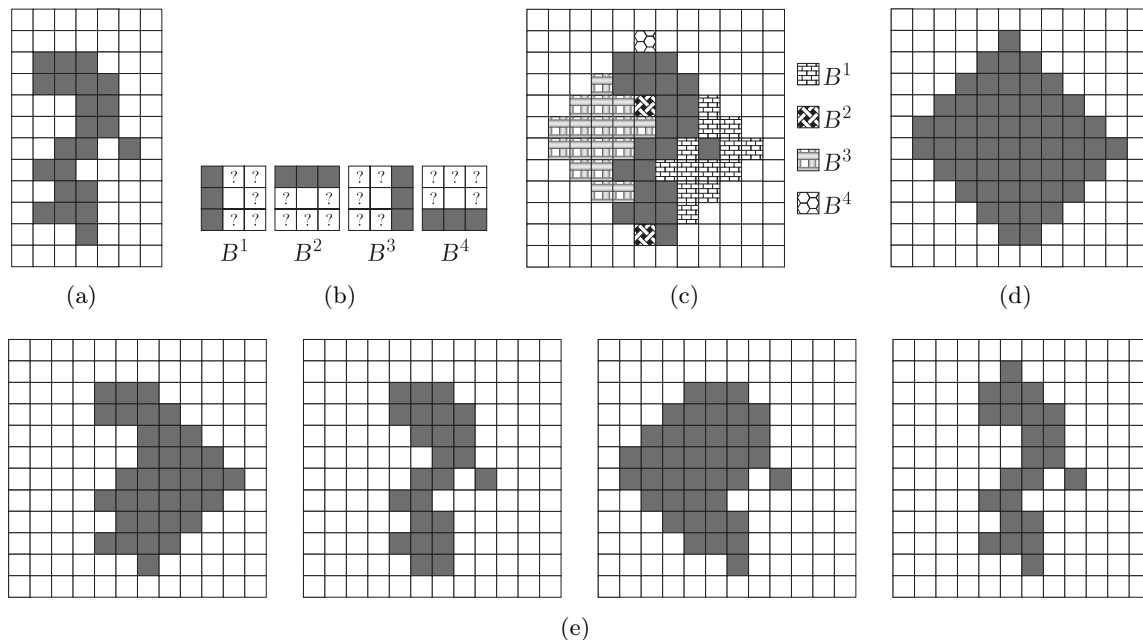 ? ? ? ? ? ? ? ? ?
? ? ? ? ? ?
? ? ? ? ? ? ?
B¹ B² B³ B⁴
B¹
B²
B³
B⁴
(a) (b) (c) (d)
(e)